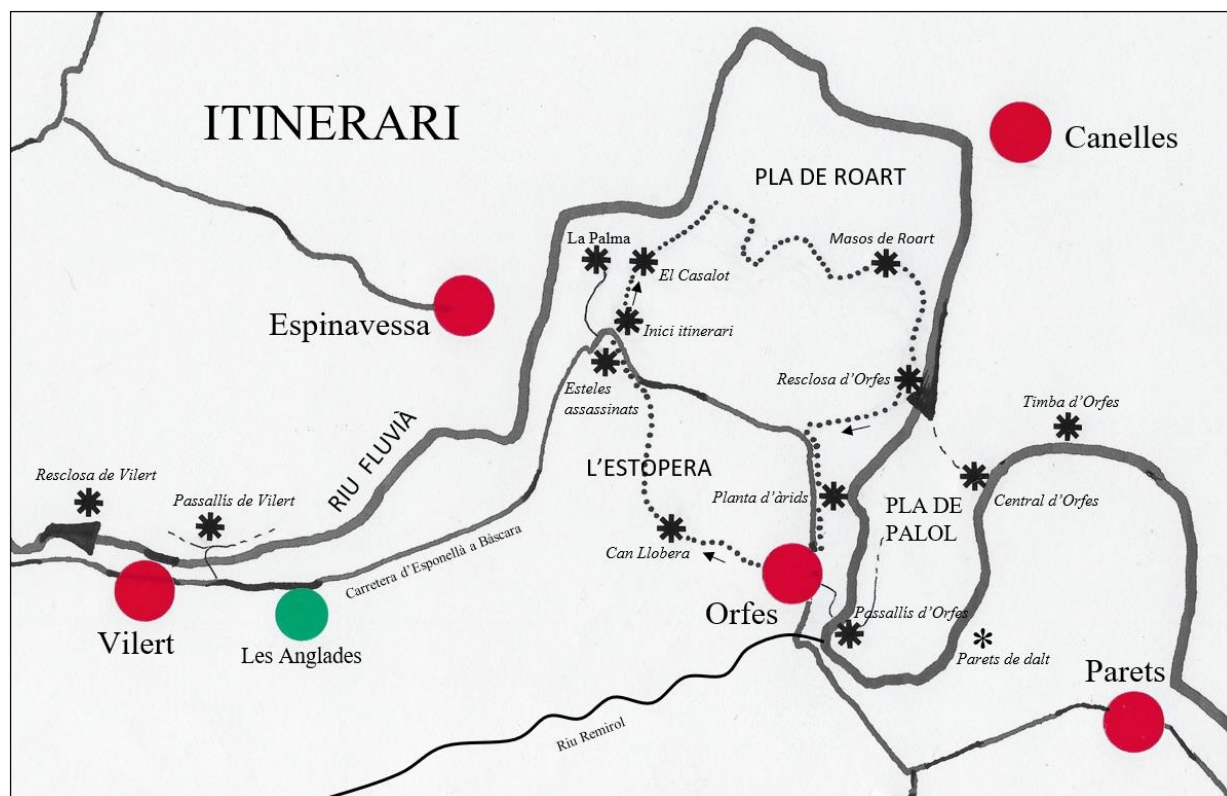 ITINERARI
Canelles
PLA DE ROART
La Palma
Masos de Roart
El Casalot
Espinavessa
Inici itinerari
Esteles
assassinats
Resclosa d'Orfes
Timba d'Orfes
RIU FLUVIÀ
L'ESTOPERA
Resclosa de Vilert
Passallís de Vilert
Planta d'àrids
Central d'Orfes
PLA DE
PALOL
Can Llobera
Carretera d'Esponellà a Bàscara
Orfes
Passallís d'Orfes
Vilert
Les Anglades
Parets de dalt
Parets
Riu Remirol